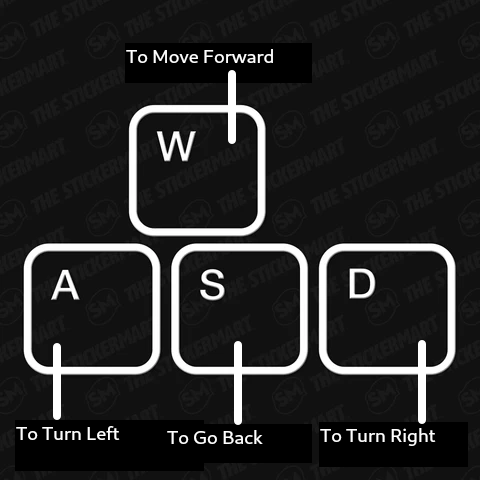 To Move Forward
W
A
S
D
To Turn Left
To Go Back
To Turn Right
THE STICKERMART
SM